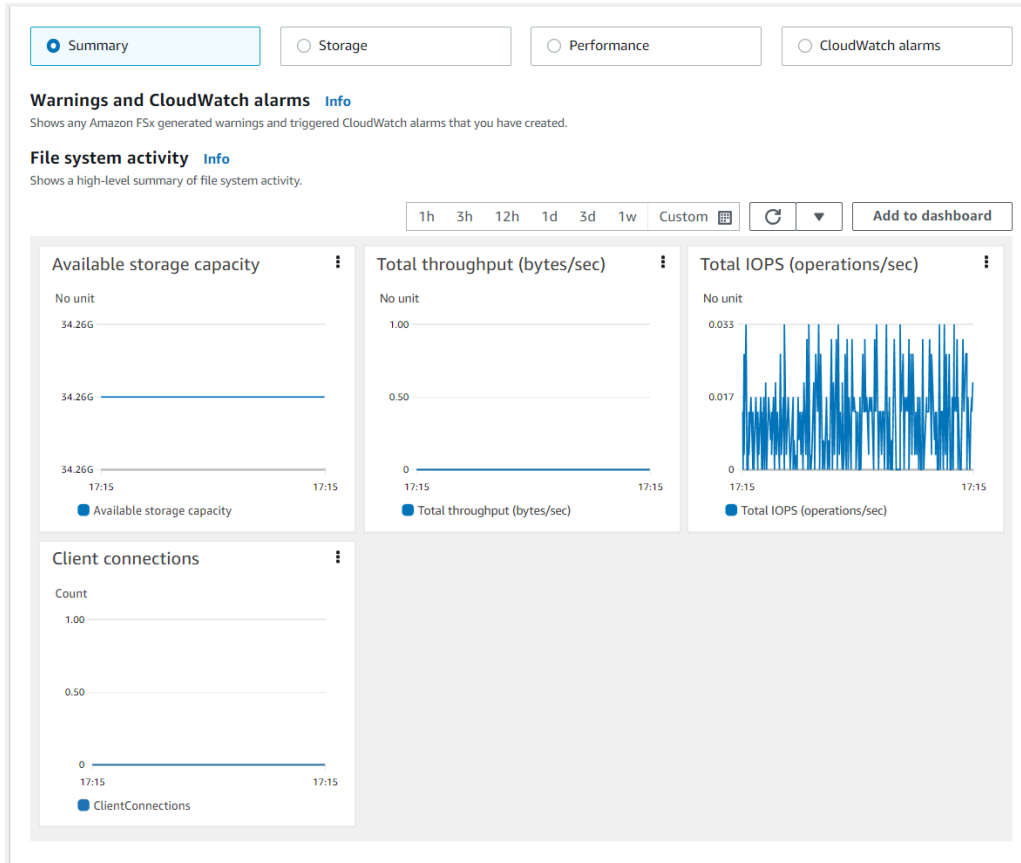 Summary
Storage
Performance
CloudWatch alarms
Warnings and CloudWatch alarms Info
Shows any Amazon FSx generated warnings and triggered CloudWatch alarms that you have created.
File system activity Info
Shows a high-level summary of file system activity.
1h 3h 12h 1d 3d 1w Custom
Add to dashboard
Available storage capacity
No unit
34.26G
34.26G
34.26G
17:15 17:15
Available storage capacity
Total throughput (bytes/sec)
No unit
1.00
0.50
0
17:15 17:15
Total throughput (bytes/sec)
Total IOPS (operations/sec)
No unit
0.033
0.017
0
17:15 17:15
Total IOPS (operations/sec)
Client connections
Count
1.00
0.50
0
17:15 17:15
ClientConnections